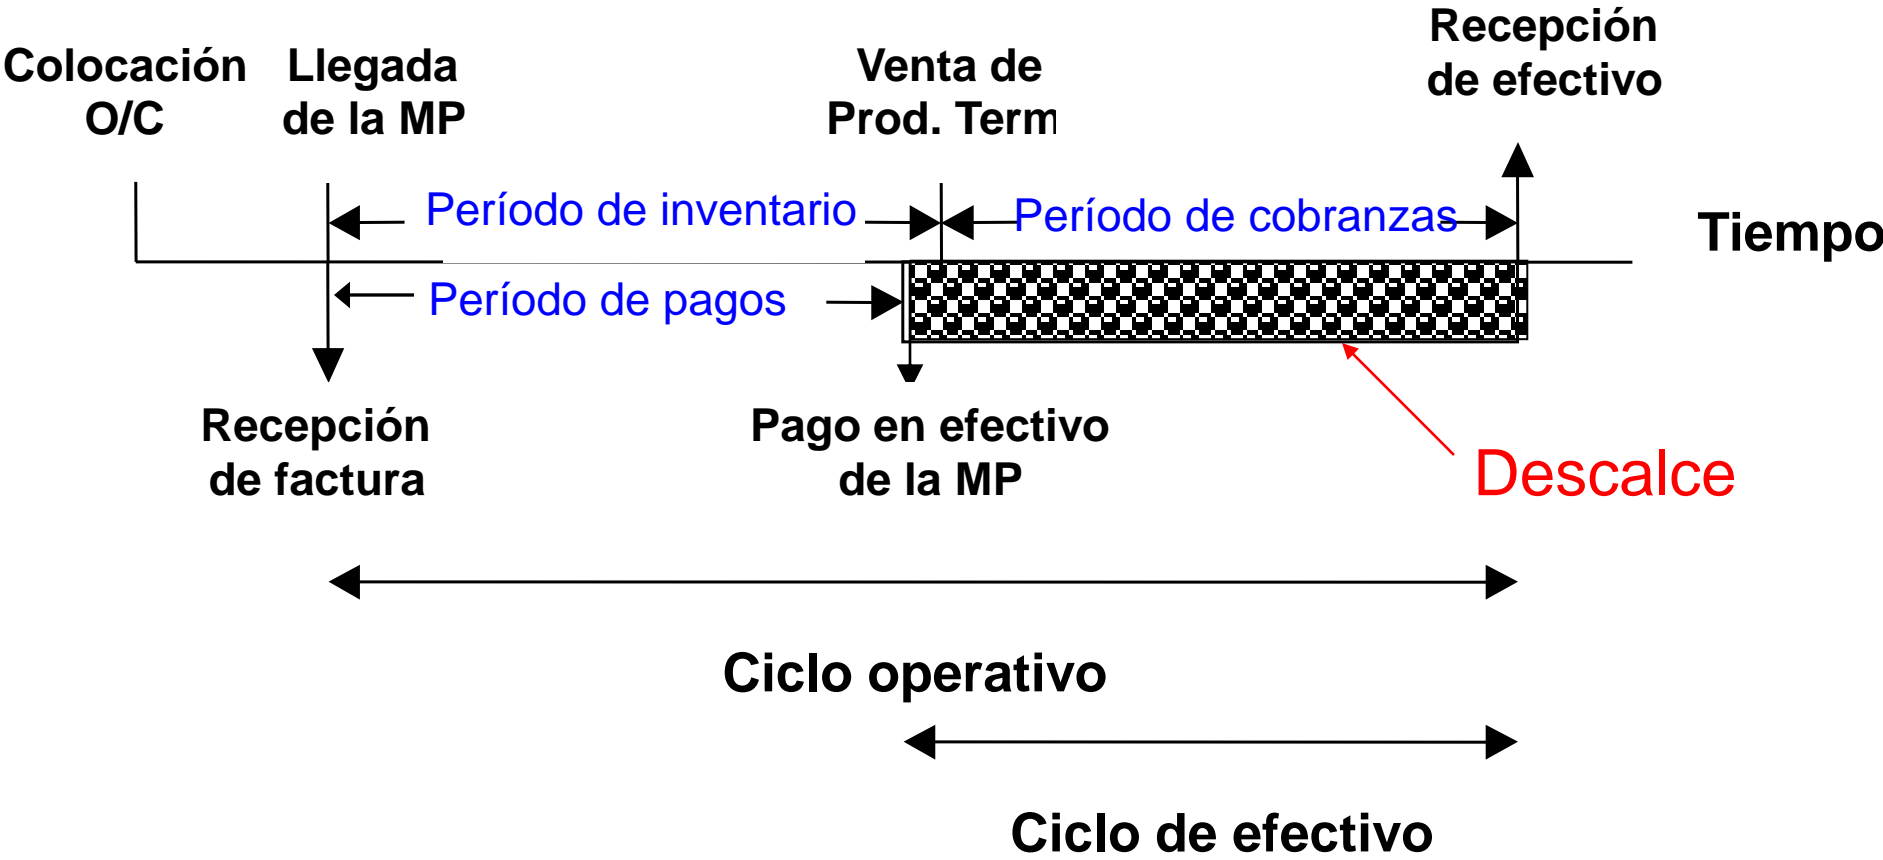 Colocación
O/C
Llegada
de la MP
Venta de
Prod. Term
Recepción
de efectivo
Período de inventario
Período de cobranzas
Tiempo
Período de pagos
Recepción
de factura
Pago en efectivo
de la MP
Descalce
Ciclo operativo
Ciclo de efectivo